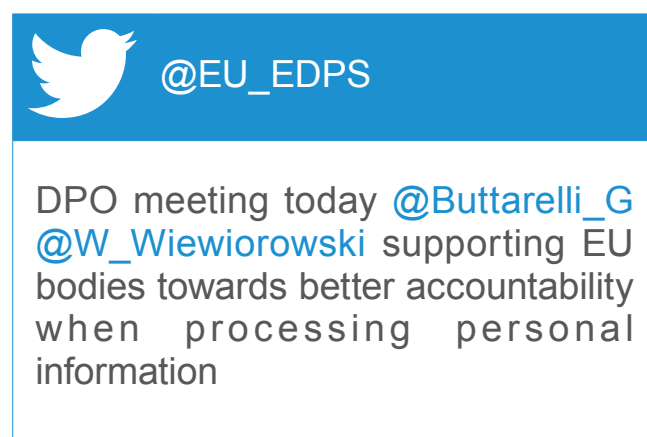 @EU_EDPS
DPO meeting today @Buttarelli_G
@W_Wiewiorowski supporting EU
bodies towards better accountability
when processing personal
information